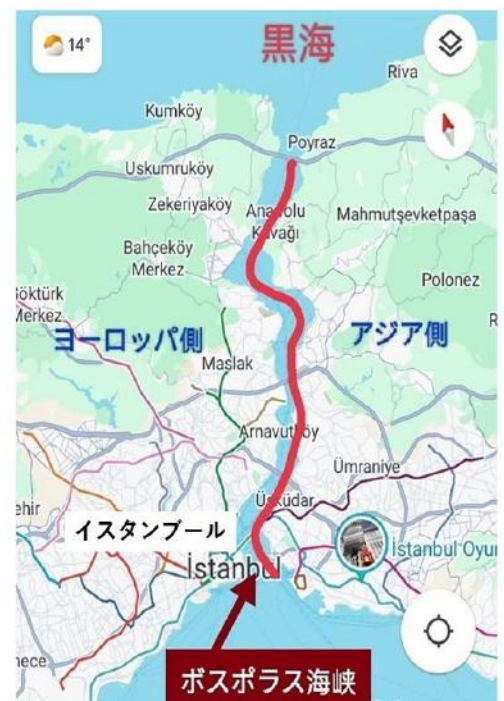 14°
黒海
Riva
Kumköy
Poyraz
Uskumruköy
Zekeriyaköy
Anadolu
Kavağı
Mahmutşevketpaşa
Bahçeköy
Merkez
Polonez
Göktürk
Merkez
ヨーロッパ側
アジア側
Maslak
Arnavutköy
Ümraniye
Üsküdar
イスタンブール
İstanbul
İstanbul Oyu
ボスポラス海峡